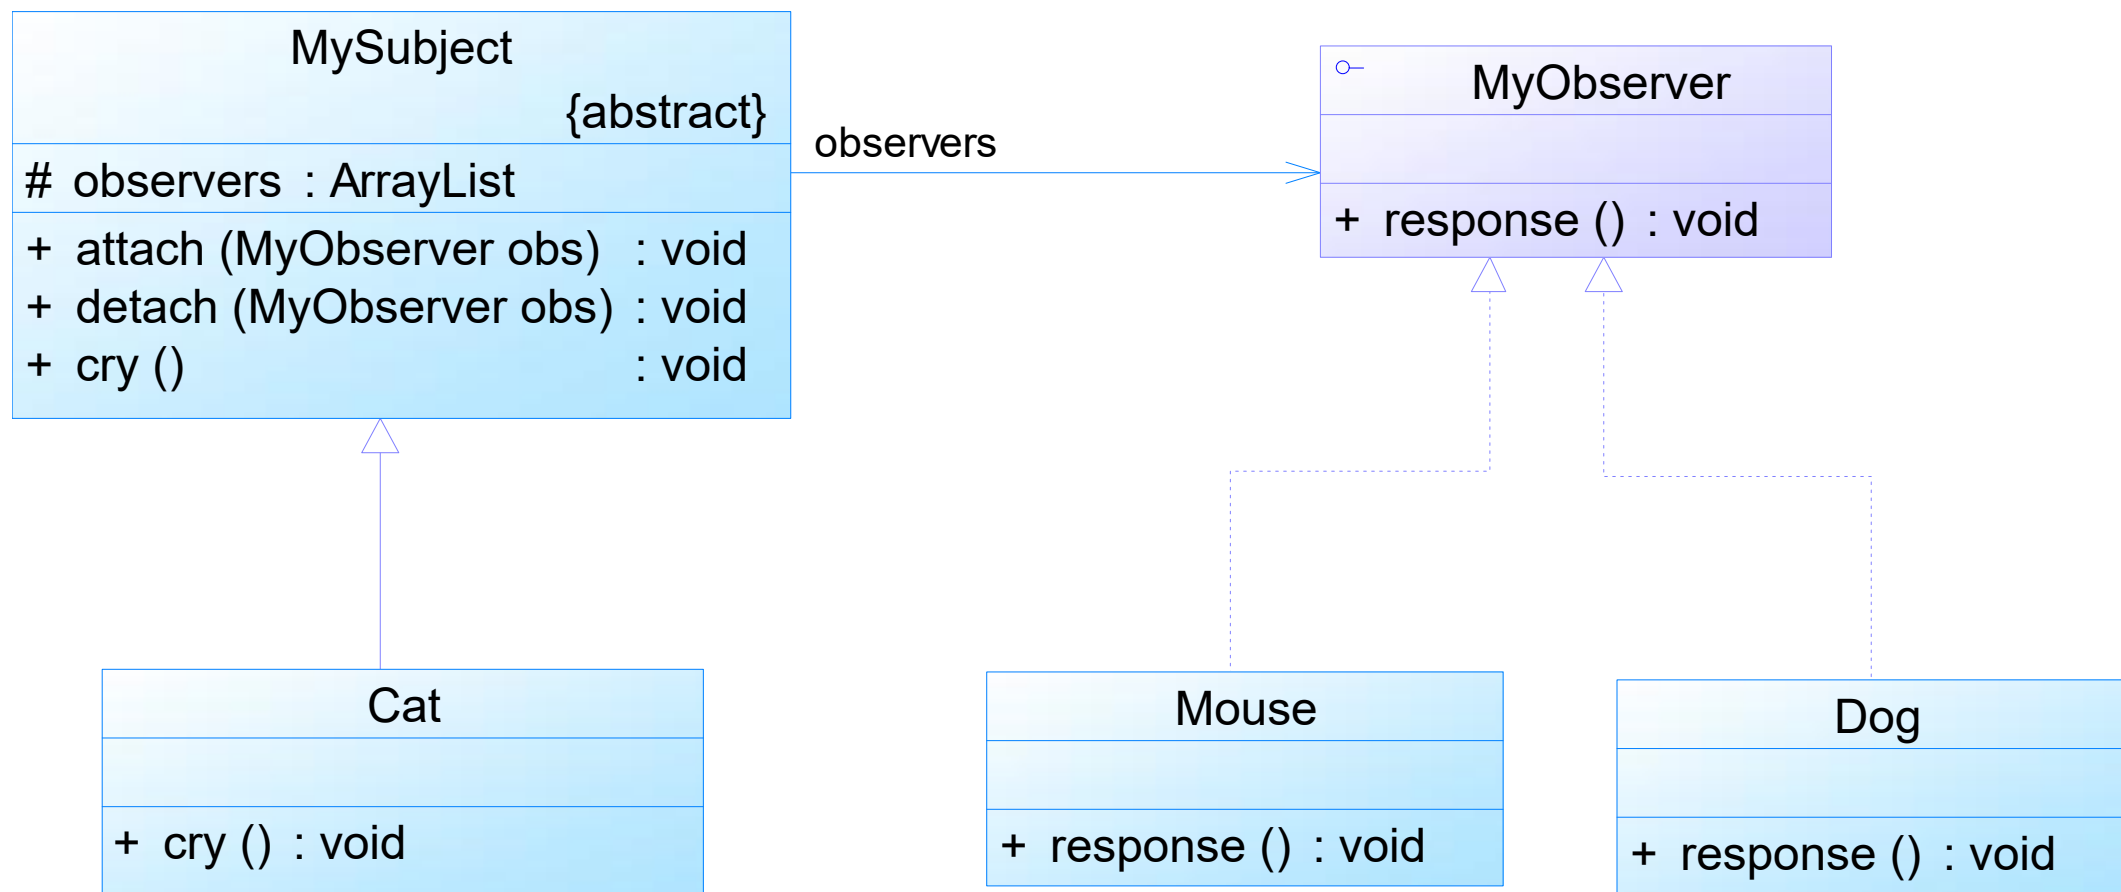 MySubject
{abstract}
# observers : ArrayList
+ attach (MyObserver obs) : void
+ detach (MyObserver obs) : void
+ cry () : void
observers
MyObserver
+ response () : void
Cat
+ cry () : void
Mouse
+ response () : void
Dog
+ response () : void